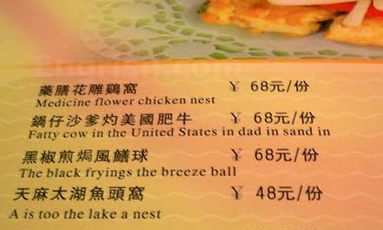 藥膳花雕鷄窩 ¥ 68元/份
Medicine flower chicken nest
鍋仔沙爹灼美國肥牛 ¥ 68元/份
Fatty cow in the United States in dad in sand in
黑椒煎焗風鱔球 ¥ 68元/份
The black fryings the breeze ball
天麻太湖魚頭窩 ¥ 48元/份
A is too the lake a nest